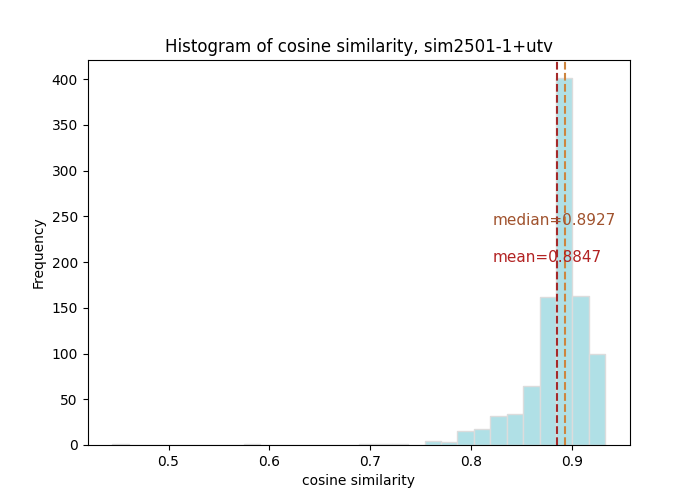 Histogram of cosine similarity, sim2501-1+utv
400
350
300
250
200
150
100
50
0
Frequency
median=0.8927
mean=0.8847
0.5 0.6 0.7 0.8 0.9
cosine similarity